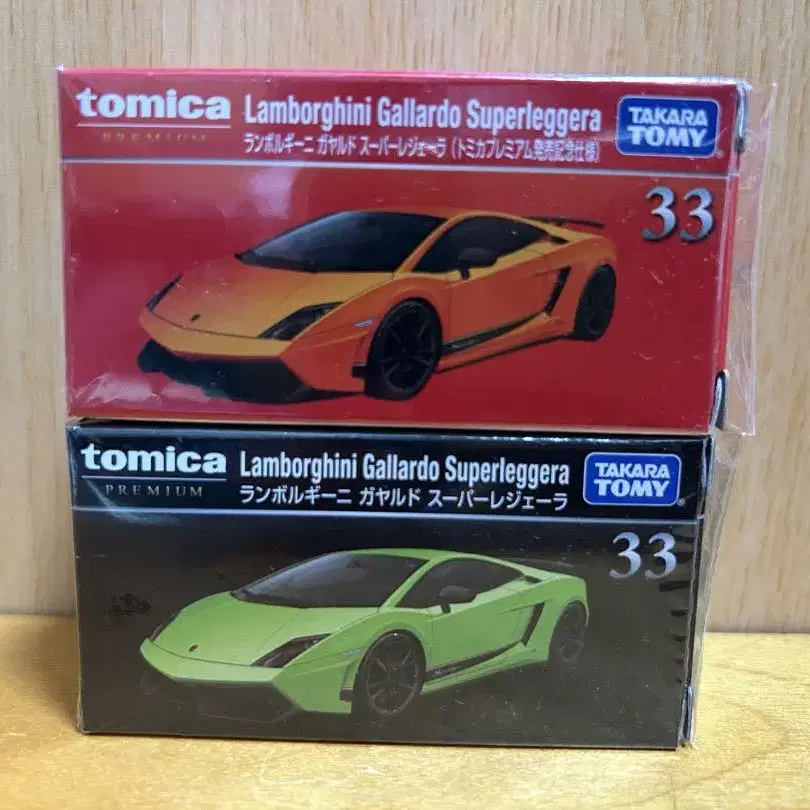 tomica
PREMIUM
Lamborghini Gallardo Superleggera
ランボルギーニ ガヤルド スーパーレジェーラ (トミカプレミアム発売記念仕様)
TAKARA
TOMY
33
tomica
PREMIUM
Lamborghini Gallardo Superleggera
ランボルギーニ ガヤルド スーパーレジェーラ
TAKARA
TOMY
33